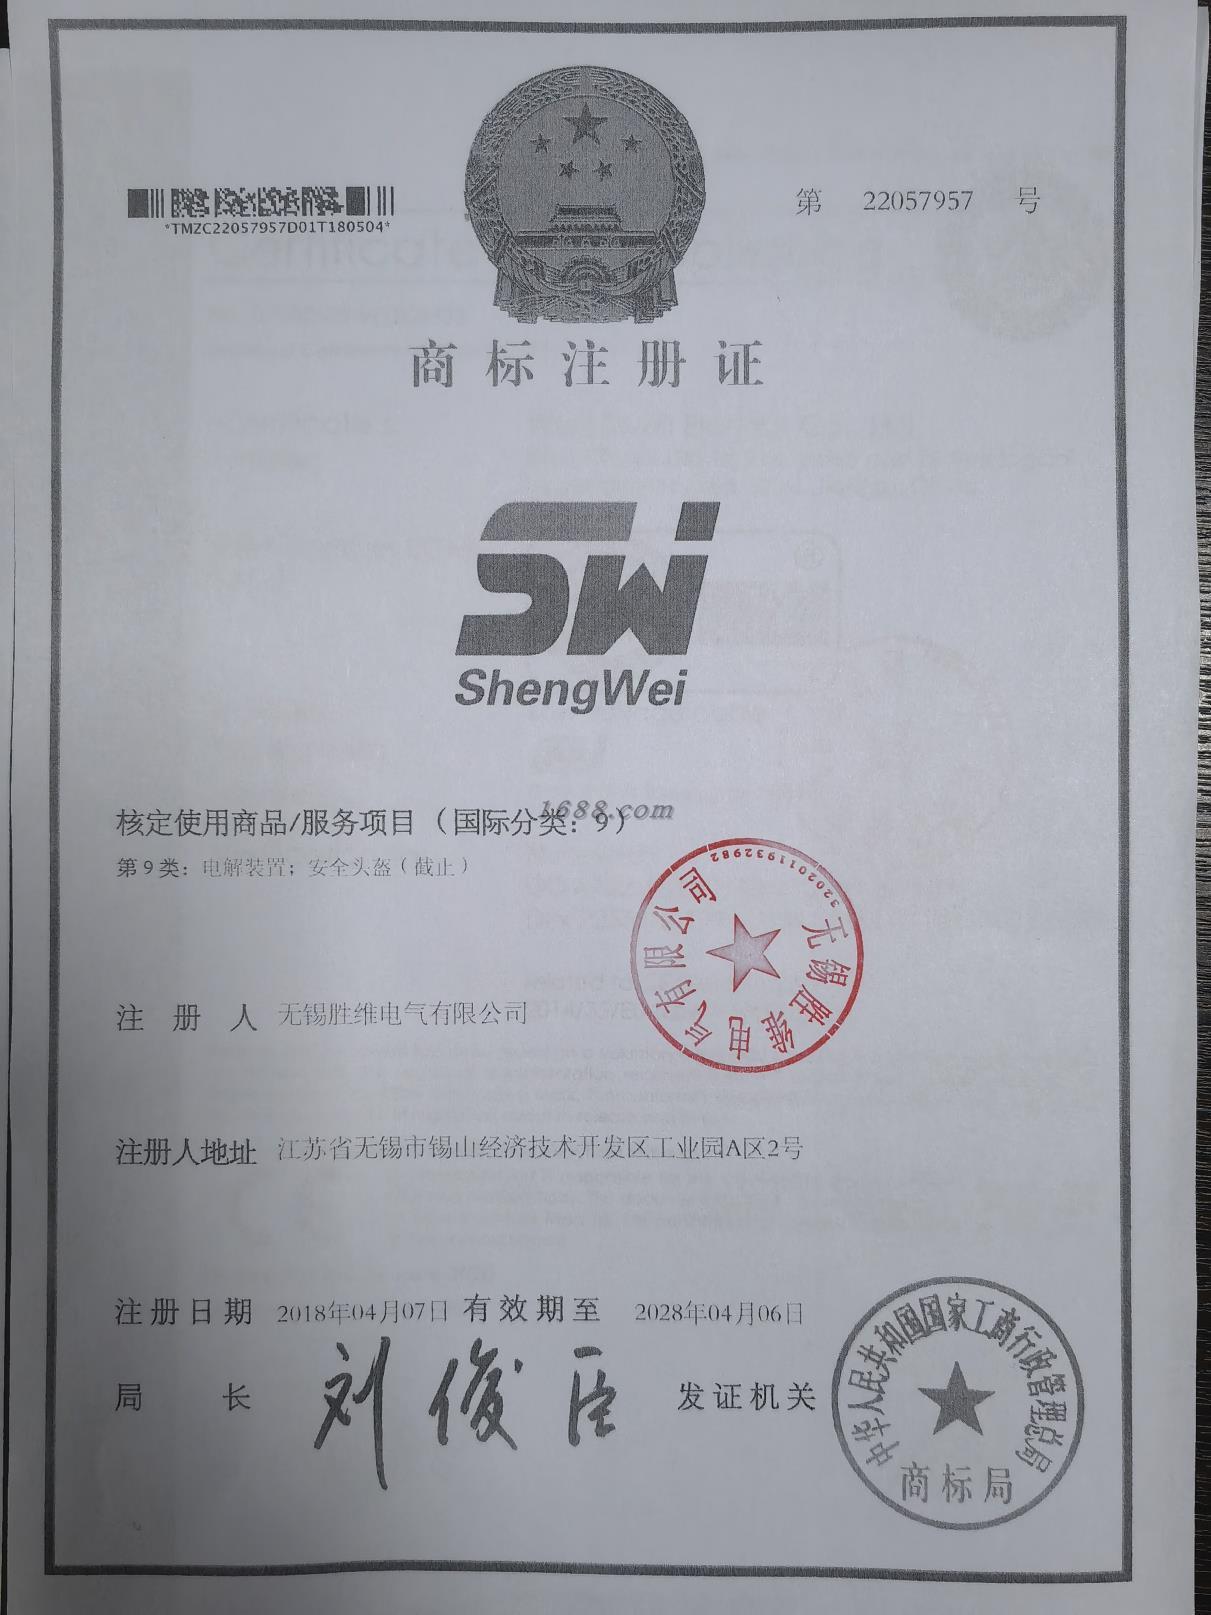 *TMZC22057957D01T180504*
第 22057957 号
商标注册证
SW
ShengWei
1688.com
核定使用商品/服务项目（国际分类：9）
第9类：电解装置；安全头盔（截止）
无锡胜维电气有限公司
3202011932982
注册人 无锡胜维电气有限公司
注册人地址 江苏省无锡市锡山经济技术开发区工业园A区2号
注册日期 2018年04月07日 有效期至 2028年04月06日
局长 刘俊臣 发证机关
中华人民共和国国家工商行政管理总局
商标局